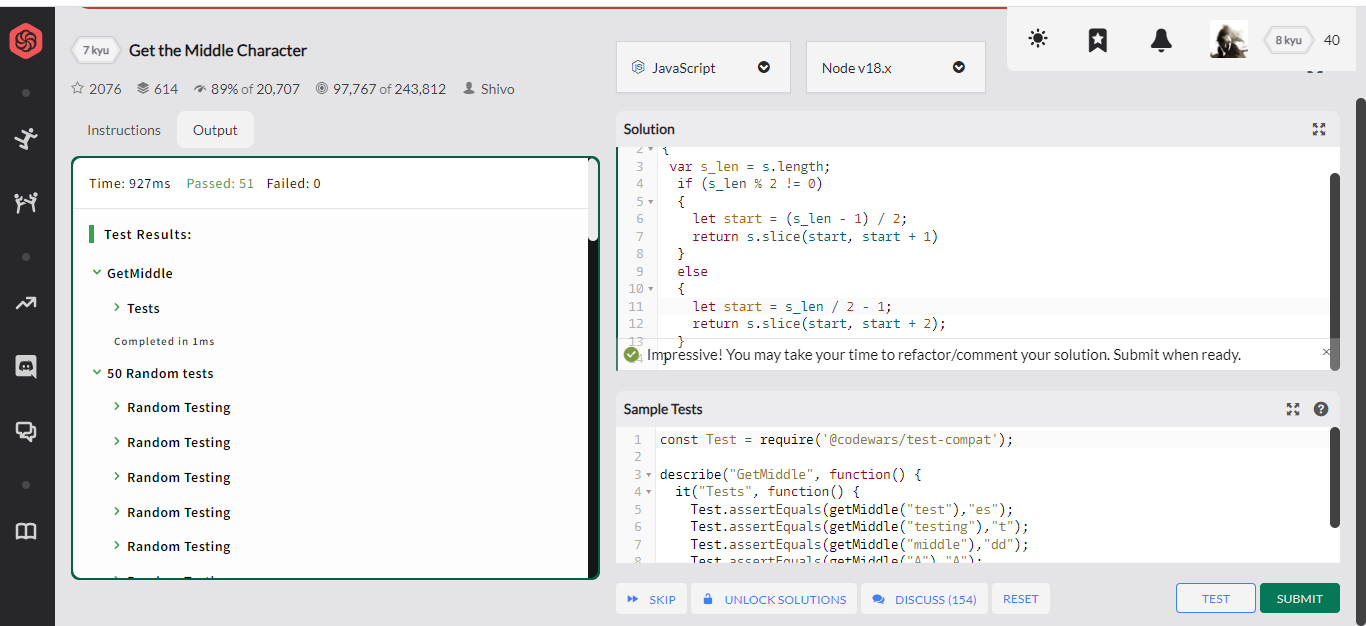 7 kyu Get the Middle Character
2076 614 89% of 20,707 97,767 of 243,812 Shivo
Instructions Output
Time: 927ms Passed: 51 Failed: 0
Test Results:
GetMiddle
Tests
Completed in 1ms
50 Random tests
Random Testing
Random Testing
Random Testing
Random Testing
Random Testing
JavaScript Node v18.x
8 kyu 40
Solution
2 {
3 var s_len = s.length;
4 if (s_len % 2 != 0)
5 {
6 let start = (s_len - 1) / 2;
7 return s.slice(start, start + 1)
8 }
9 else
10 {
11 let start = s_len / 2 - 1;
12 return s.slice(start, start + 2);
13 }
Impressive! You may take your time to refactor/comment your solution. Submit when ready.
Sample Tests
1 const Test = require('@codewars/test-compat');
2
3 describe("GetMiddle", function() {
4 it("Tests", function() {
5 Test.assertEquals(getMiddle("test"),"es");
6 Test.assertEquals(getMiddle("testing"),"t");
7 Test.assertEquals(getMiddle("middle"),"dd");
8 Test.assertEquals(getMiddle("A"),"A");
SKIP UNLOCK SOLUTIONS DISCUSS (154) RESET TEST SUBMIT